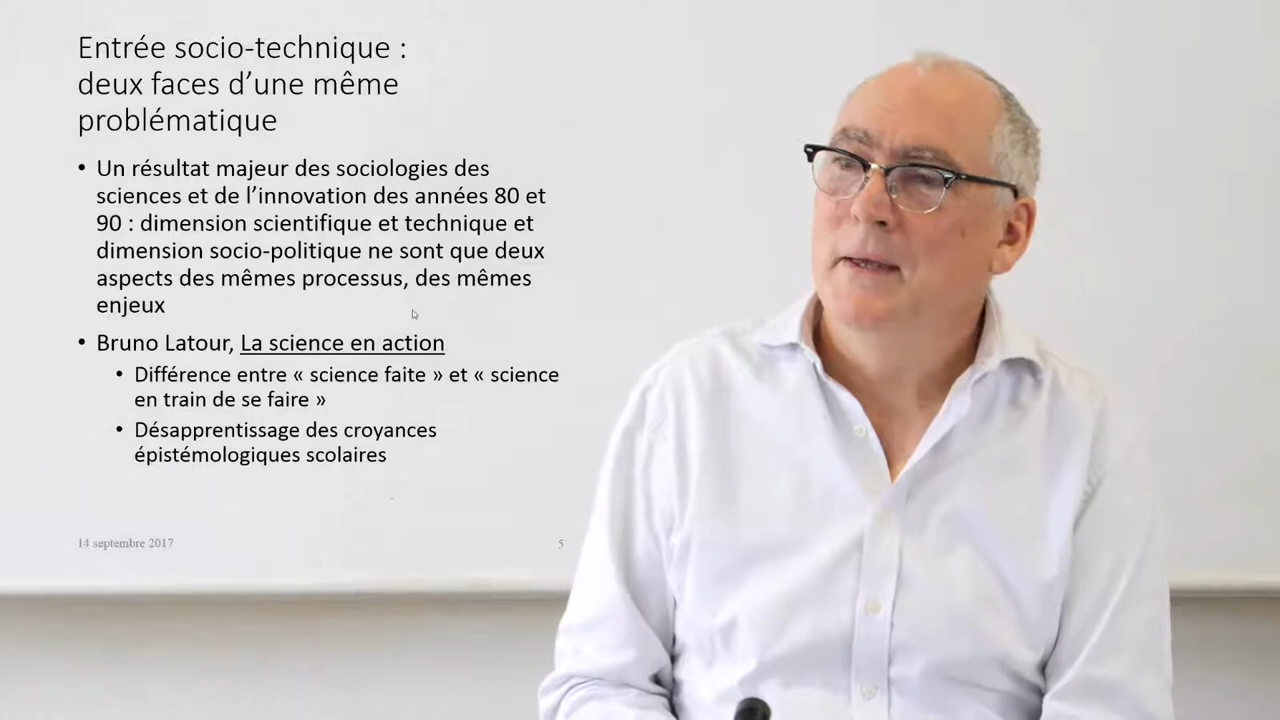 Entrée socio-technique :
deux faces d’une même
problématique
• Un résultat majeur des sociologies des
sciences et de l’innovation des années 80 et
90 : dimension scientifique et technique et
dimension socio-politique ne sont que deux
aspects des mêmes processus, des mêmes
enjeux
• Bruno Latour, La science en action
• Différence entre « science faite » et « science
en train de se faire »
• Désapprentissage des croyances
épistémologiques scolaires
14 septembre 2017
5